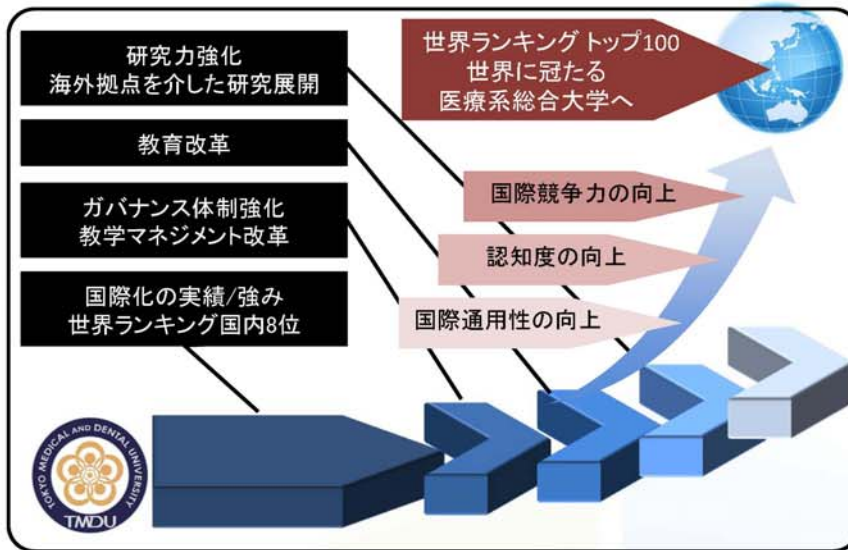 研究力強化
海外拠点を介した研究展開
教育改革
ガバナンス体制強化
教学マネジメント改革
国際化の実績/強み
世界ランキング国内8位
世界ランキング トップ100
世界に冠たる
医療系総合大学へ
国際競争力の向上
認知度の向上
国際通用性の向上
TOKYO MEDICAL AND DENTAL UNIVERSITY
TMDU